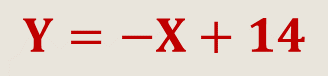 Y = −X + 14